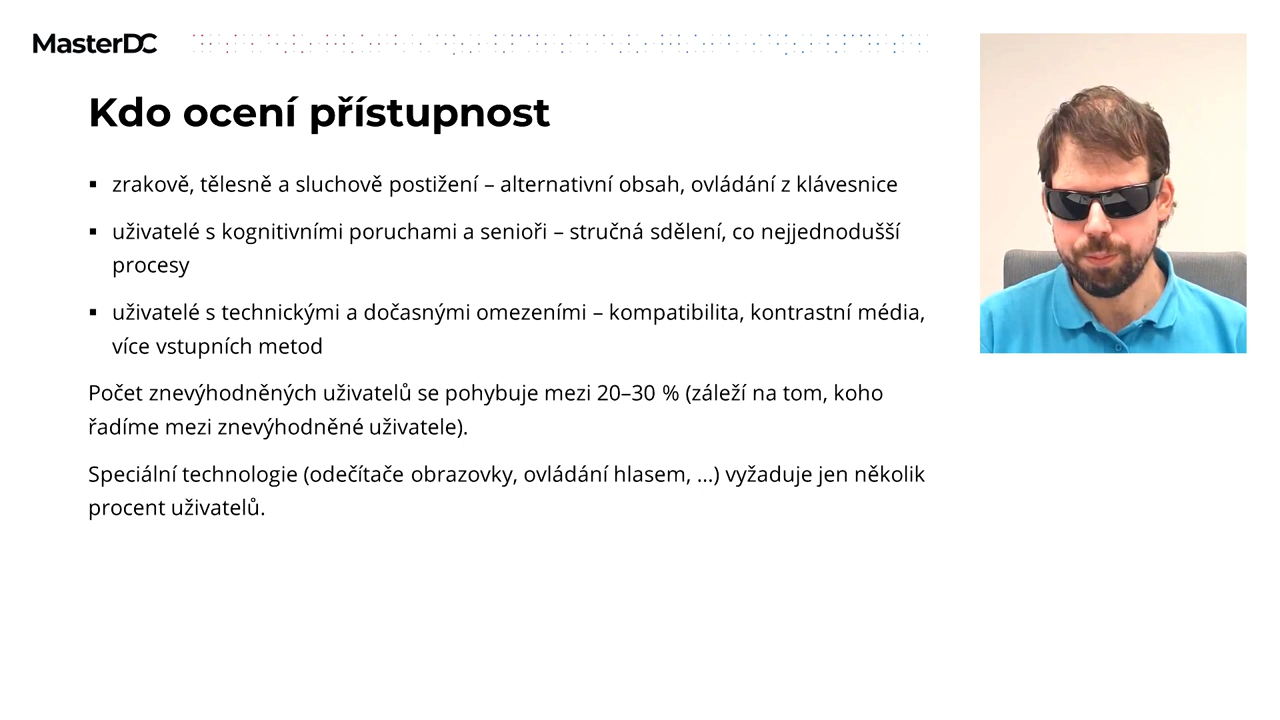 MasterDC
Kdo ocení přístupnost
▪ zrakově, tělesně a sluchově postižení – alternativní obsah, ovládání z klávesnice
▪ uživatelé s kognitivními poruchami a senioři – stručná sdělení, co nejjednodušší
procesy
▪ uživatelé s technickými a dočasnými omezeními – kompatibilita, kontrastní média,
více vstupních metod
Počet znevýhodněných uživatelů se pohybuje mezi 20–30 % (záleží na tom, koho
řadíme mezi znevýhodněné uživatele).
Speciální technologie (odečítače obrazovky, ovládání hlasem, ...) vyžaduje jen několik
procent uživatelů.